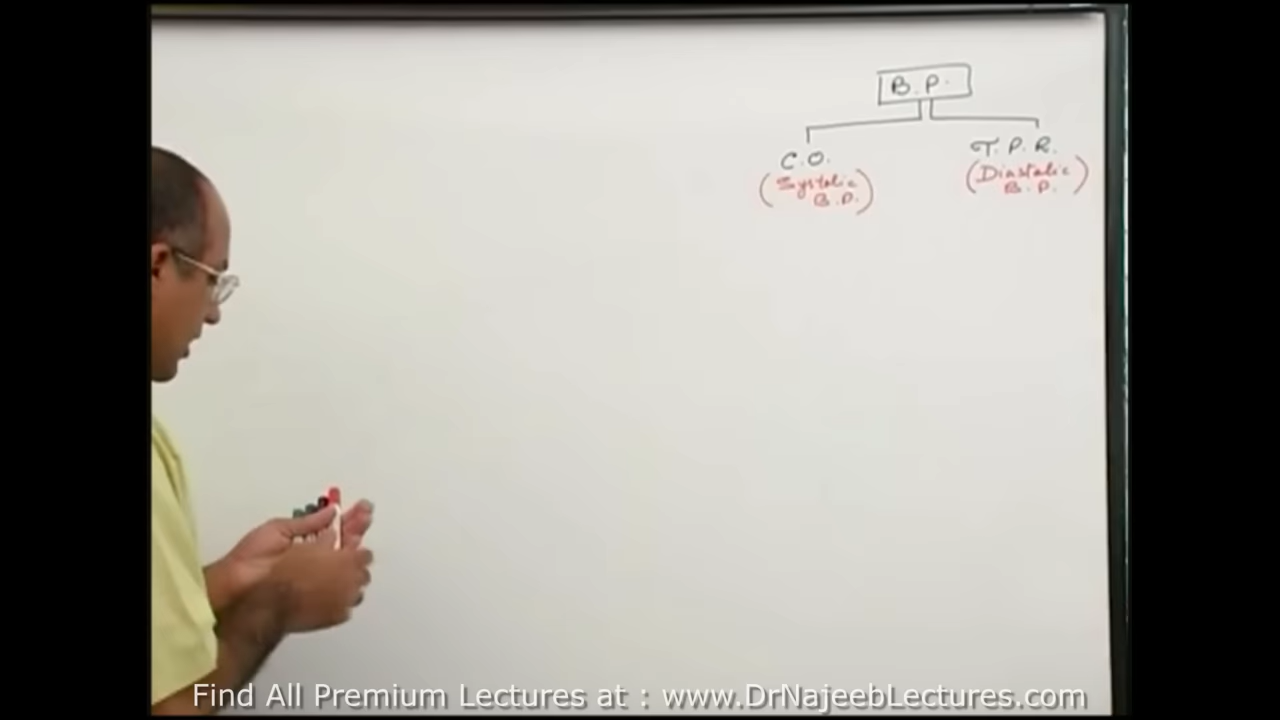 B.P.
C.O.
T.P.R.
(Systolic
B.P.)
(Diastolic
B.P.)
Find All Premium Lectures at : www.DrNajeebLectures.com